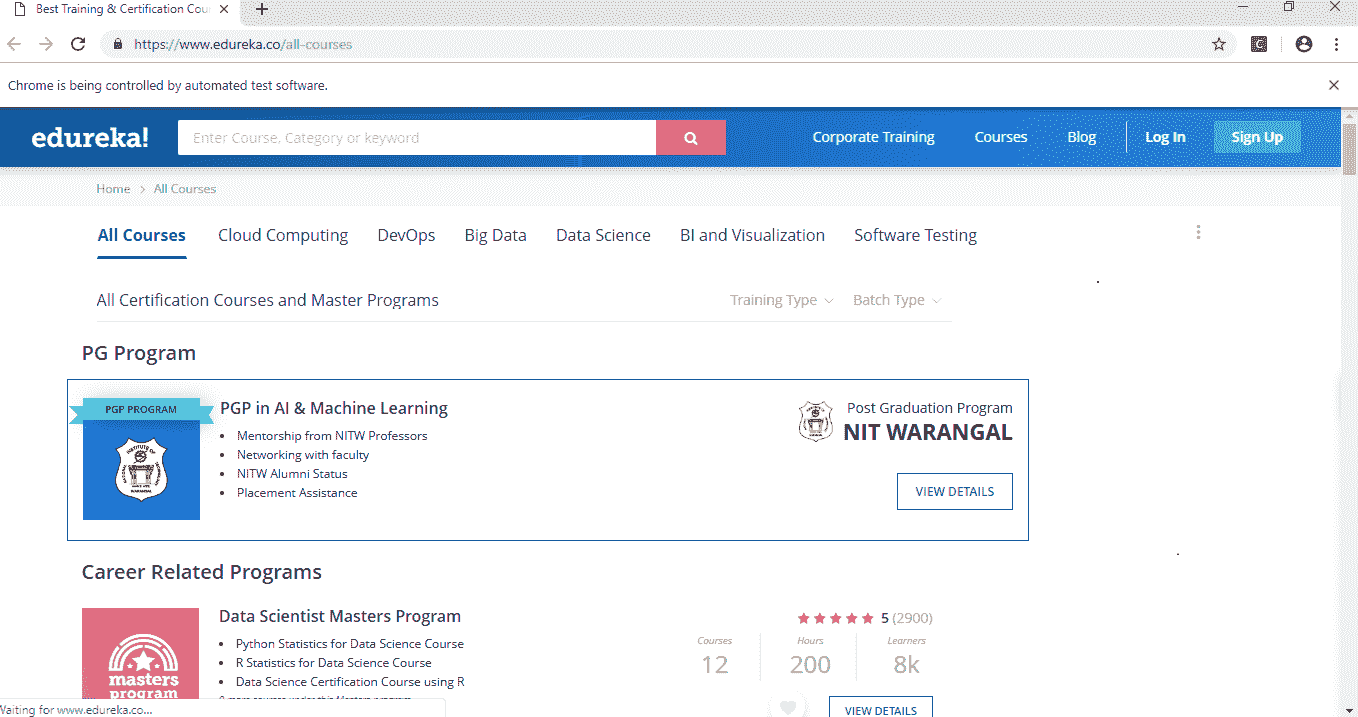 Best Training & Certification Cou
https://www.edureka.co/all-courses
Chrome is being controlled by automated test software.
edureka!
Enter Course, Category or keyword
Corporate Training
Courses
Blog
Log In
Sign Up
Home > All Courses
All Courses
Cloud Computing
DevOps
Big Data
Data Science
BI and Visualization
Software Testing
All Certification Courses and Master Programs
Training Type
Batch Type
PG Program
PGP PROGRAM
WARANGAL
PGP in AI & Machine Learning
• Mentorship from NITW Professors
• Networking with faculty
• NITW Alumni Status
• Placement Assistance
Post Graduation Program
NIT WARANGAL
VIEW DETAILS
Career Related Programs
masters
program
Data Scientist Masters Program
• Python Statistics for Data Science Course
• R Statistics for Data Science Course
• Data Science Certification Course using R
5 (2900)
Courses
12
Hours
200
Learners
8k
VIEW DETAILS
Waiting for www.edureka.co...